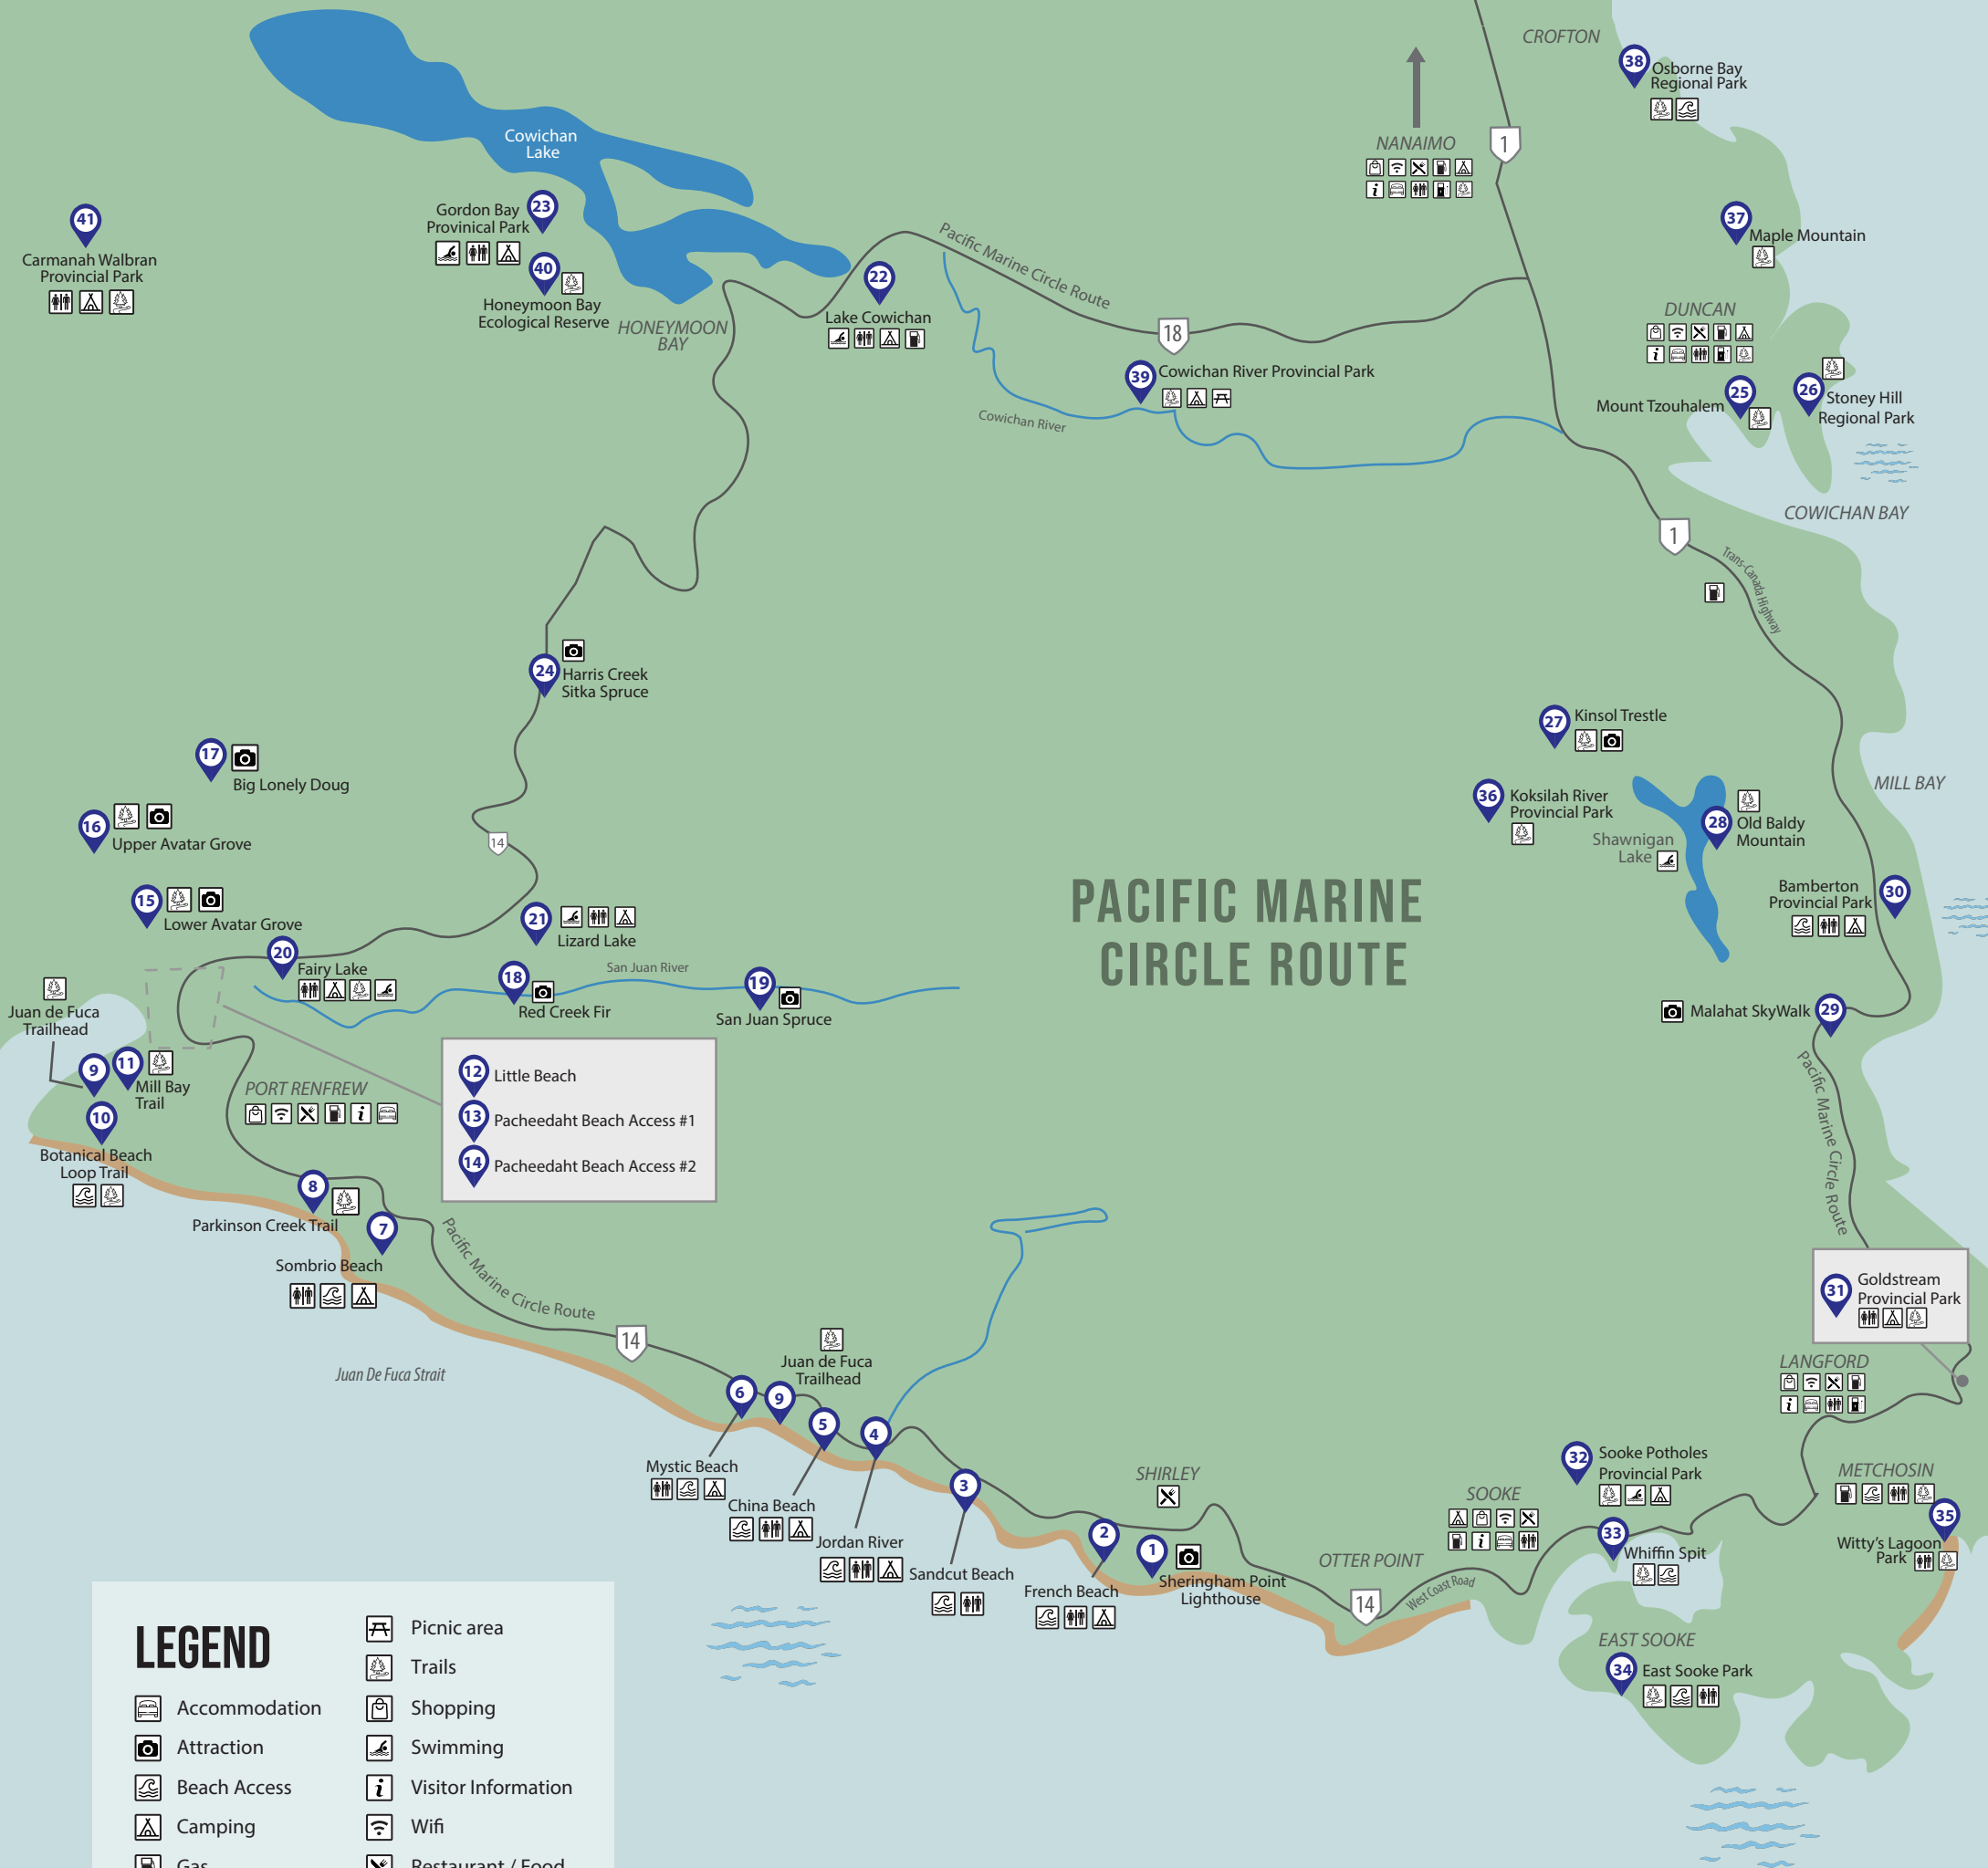 CROFTON
38
Osborne Bay
Regional Park
NANAIMO
1
Cowichan
Lake
41
Carmanah Walbran
Provincial Park
Gordon Bay
Provinical Park
23
40
Honeymoon Bay
Ecological Reserve
HONEYMOON
BAY
22
Lake Cowichan
Pacific Marine Circle Route
18
37
Maple Mountain
DUNCAN
39
Cowichan River Provincial Park
Cowichan River
25
Mount Tzouhalem
26
Stoney Hill
Regional Park
COWICHAN BAY
1
Trans-Canada Highway
24
Harris Creek
Sitka Spruce
17
Big Lonely Doug
16
Upper Avatar Grove
14
15
Lower Avatar Grove
27
Kinsol Trestle
36
Koksilah River
Provincial Park
Shawnigan
Lake
28
Old Baldy
Mountain
MILL BAY
Bamberton
Provincial Park
30
PACIFIC MARINE
CIRCLE ROUTE
21
Lizard Lake
20
Fairy Lake
18
Red Creek Fir
San Juan River
19
San Juan Spruce
Malahat SkyWalk
29
Pacific Marine Circle Route
Juan de Fuca
Trailhead
9
11
Mill Bay
Trail
10
Botanical Beach
Loop Trail
PORT RENFREW
12
Little Beach
13
Pacheedaht Beach Access #1
14
Pacheedaht Beach Access #2
8
Parkinson Creek Trail
7
Sombrio Beach
Pacific Marine Circle Route
14
Juan De Fuca Strait
31
Goldstream
Provincial Park
LANGFORD
Juan de Fuca
Trailhead
6
9
5
4
3
Mystic Beach
China Beach
Jordan River
Sandcut Beach
SHIRLEY
2
French Beach
1
Sheringham Point
Lighthouse
OTTER POINT
14
West Coast Road
SOOKE
32
Sooke Potholes
Provincial Park
33
Whiffin Spit
METCHOSIN
35
Witty's Lagoon
Park
EAST SOOKE
34
East Sooke Park
LEGEND
Accommodation
Attraction
Beach Access
Camping
Gas
Picnic area
Trails
Shopping
Swimming
Visitor Information
Wifi
Restaurant / Food